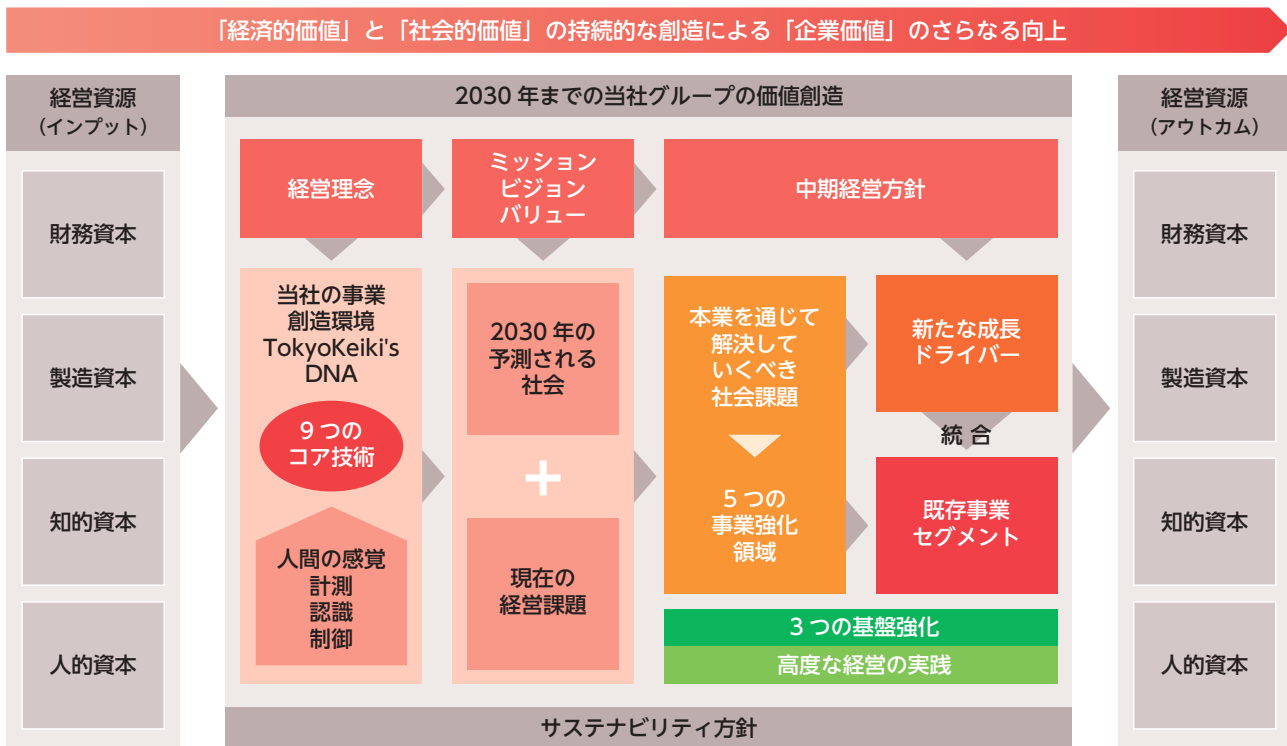 「経済的価値」と「社会的価値」の持続的な創造による「企業価値」のさらなる向上
経営資源
（インプット）
財務資本
製造資本
知的資本
人的資本
2030年までの当社グループの価値創造
経営理念
ミッション
ビジョン
バリュー
中期経営方針
当社の事業
創造環境
TokyoKeiki's
DNA
9つの
コア技術
人間の感覚
計測
認識
制御
2030年の
予測される
社会
+
現在の
経営課題
本業を通じて
解決して
いくべき
社会課題
5つの
事業強化
領域
新たな成長
ドライバー
統合
既存事業
セグメント
3つの基盤強化
高度な経営の実践
サステナビリティ方針
経営資源
（アウトカム）
財務資本
製造資本
知的資本
人的資本